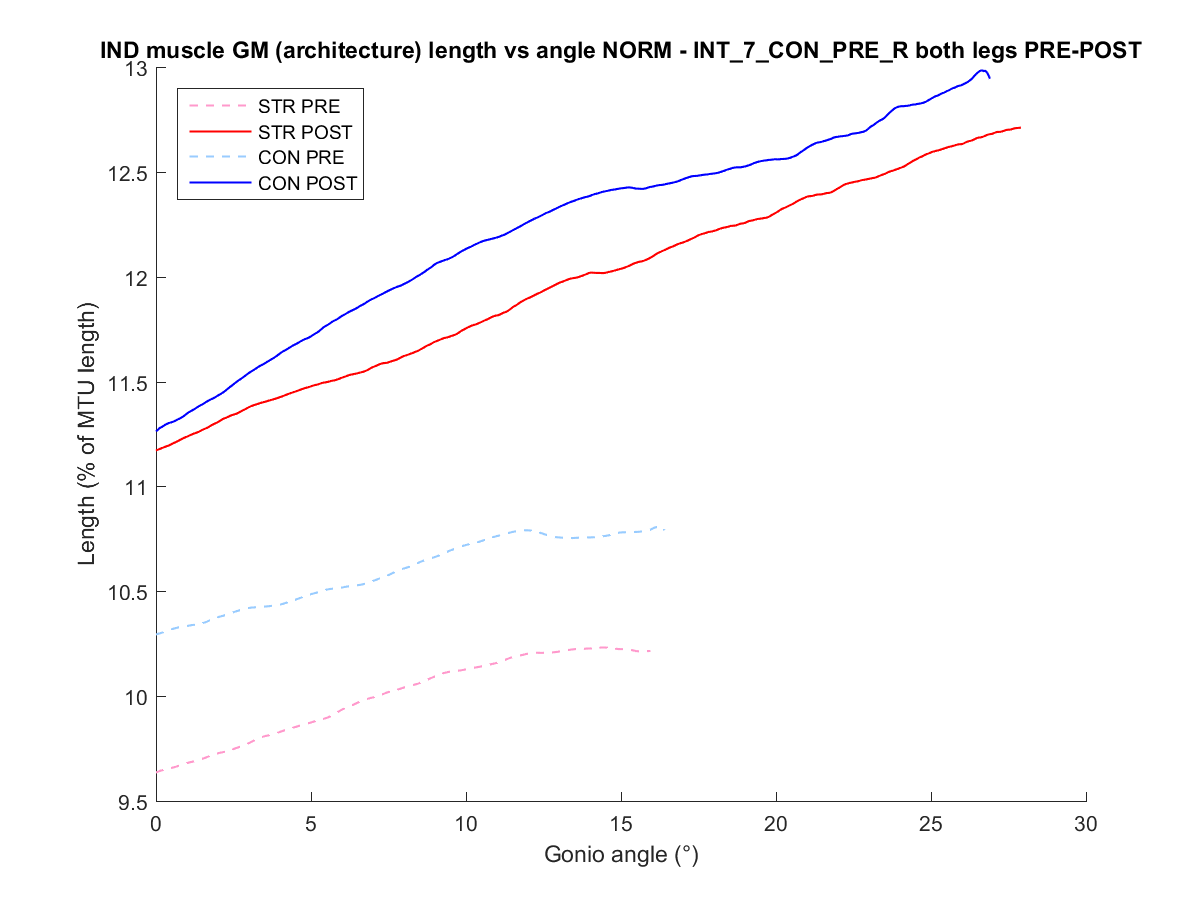 IND muscle GM (architecture) length vs angle NORM - INT_7_CON_PRE_R both legs PRE-POST
13
12.5
12
11.5
11
10.5
10
9.5
Length (% of MTU length)
STR PRE
STR POST
CON PRE
CON POST
0 5 10 15 20 25 30
Gonio angle (°)